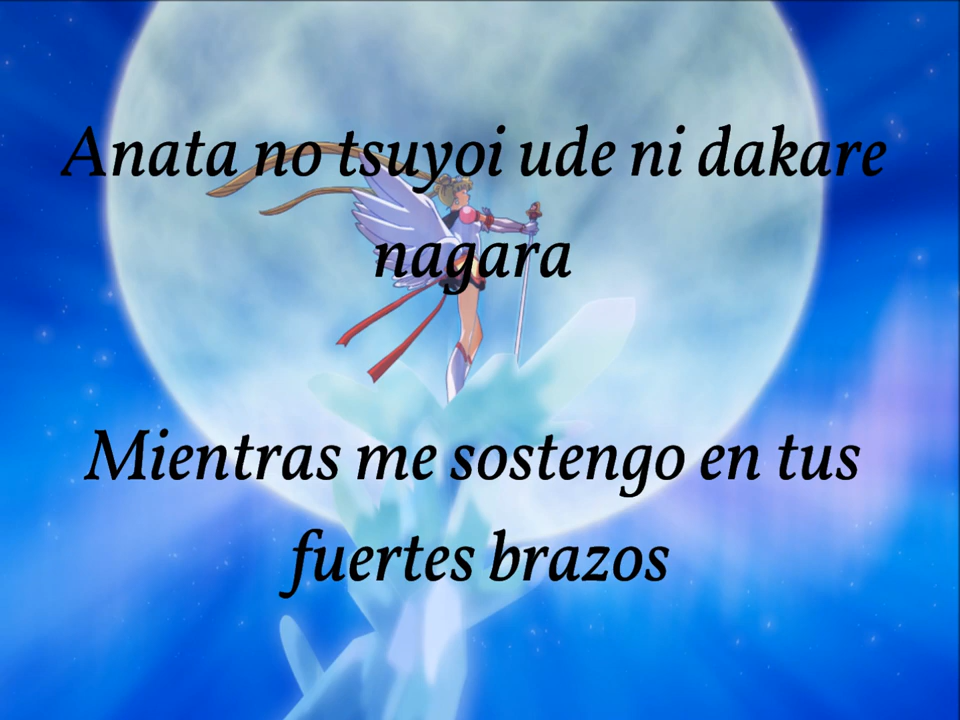 Anata no tsuyoi ude ni dakare
nagara
Mientras me sostengo en tus
fuertes brazos